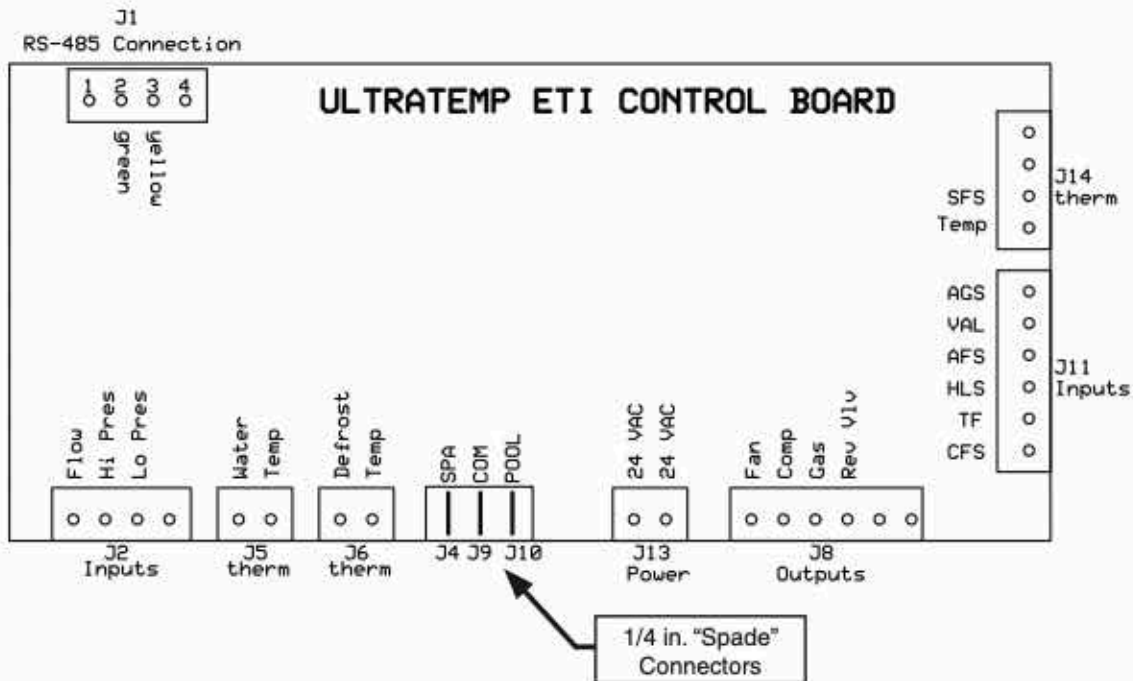 J1
RS-485 Connection
1 2 3 4
green
yellow
ULTRATEMP ETI CONTROL BOARD
SFS
Temp
J14
therm
AGS
VAL
AFS
HLS
TF
CFS
J11
Inputs
Flow
Hi Pres
Lo Pres
J2
Inputs
Water
Temp
J5
therm
Defrost
Temp
J6
therm
SPA
COM
POOL
J4 J9 J10
24 VAC
24 VAC
J13
Power
Fan
Comp
Gas
Rev Vlv
J8
Outputs
1/4 in. “Spade”
Connectors